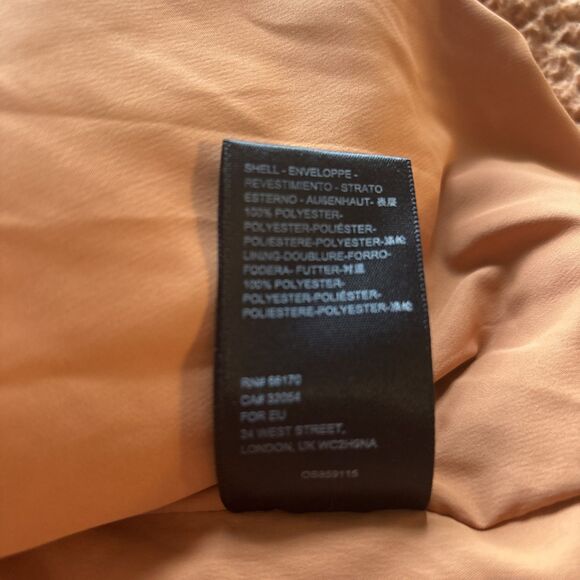 SHELL - ENVELOPPE -
REVESTIMIENTO - STRATO
ESTERNO - AUßENHAUT- 表层
100% POLYESTER-
POLYESTER-POLIÉSTER-
POLIESTERE-POLYESTER-涤纶
LINING-DOUBLURE-FORRO-
FODERA- FUTTER-衬里
100% POLYESTER-
POLYESTER-POLIÉSTER-
POLIESTERE-POLYESTER-涤纶
RN# 56170
CA# 32054
FOR EU
34 WEST STREET,
LONDON, UK WC2H9NA
OS859115